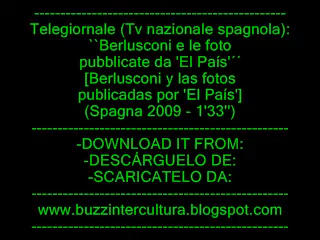 ------------------------------------------------
Telegiornale (Tv nazionale spagnola):
``Berlusconi e le foto
pubblicate da 'El País'´´
[Berlusconi y las fotos
publicadas por 'El País']
(Spagna 2009 - 1'33'')
-------------------------------------------------
-DOWNLOAD IT FROM:
-DESCÁRGUELO DE:
-SCARICATELO DA:
-------------------------------------------------
www.buzzintercultura.blogspot.com
-------------------------------------------------